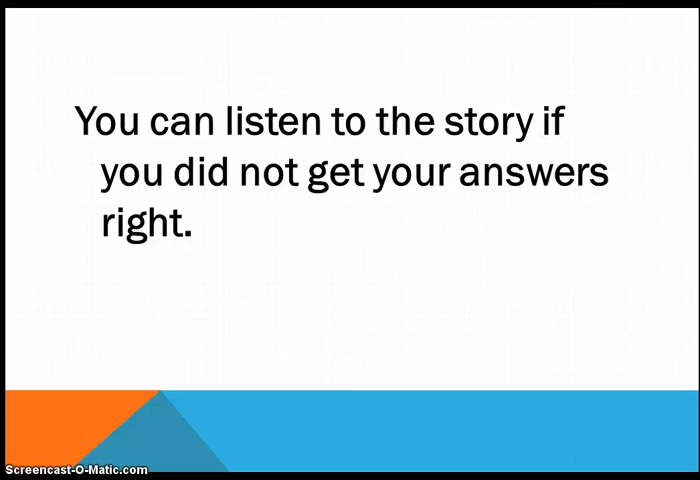 You can listen to the story if
you did not get your answers
right.
Screencast-O-Matic.com